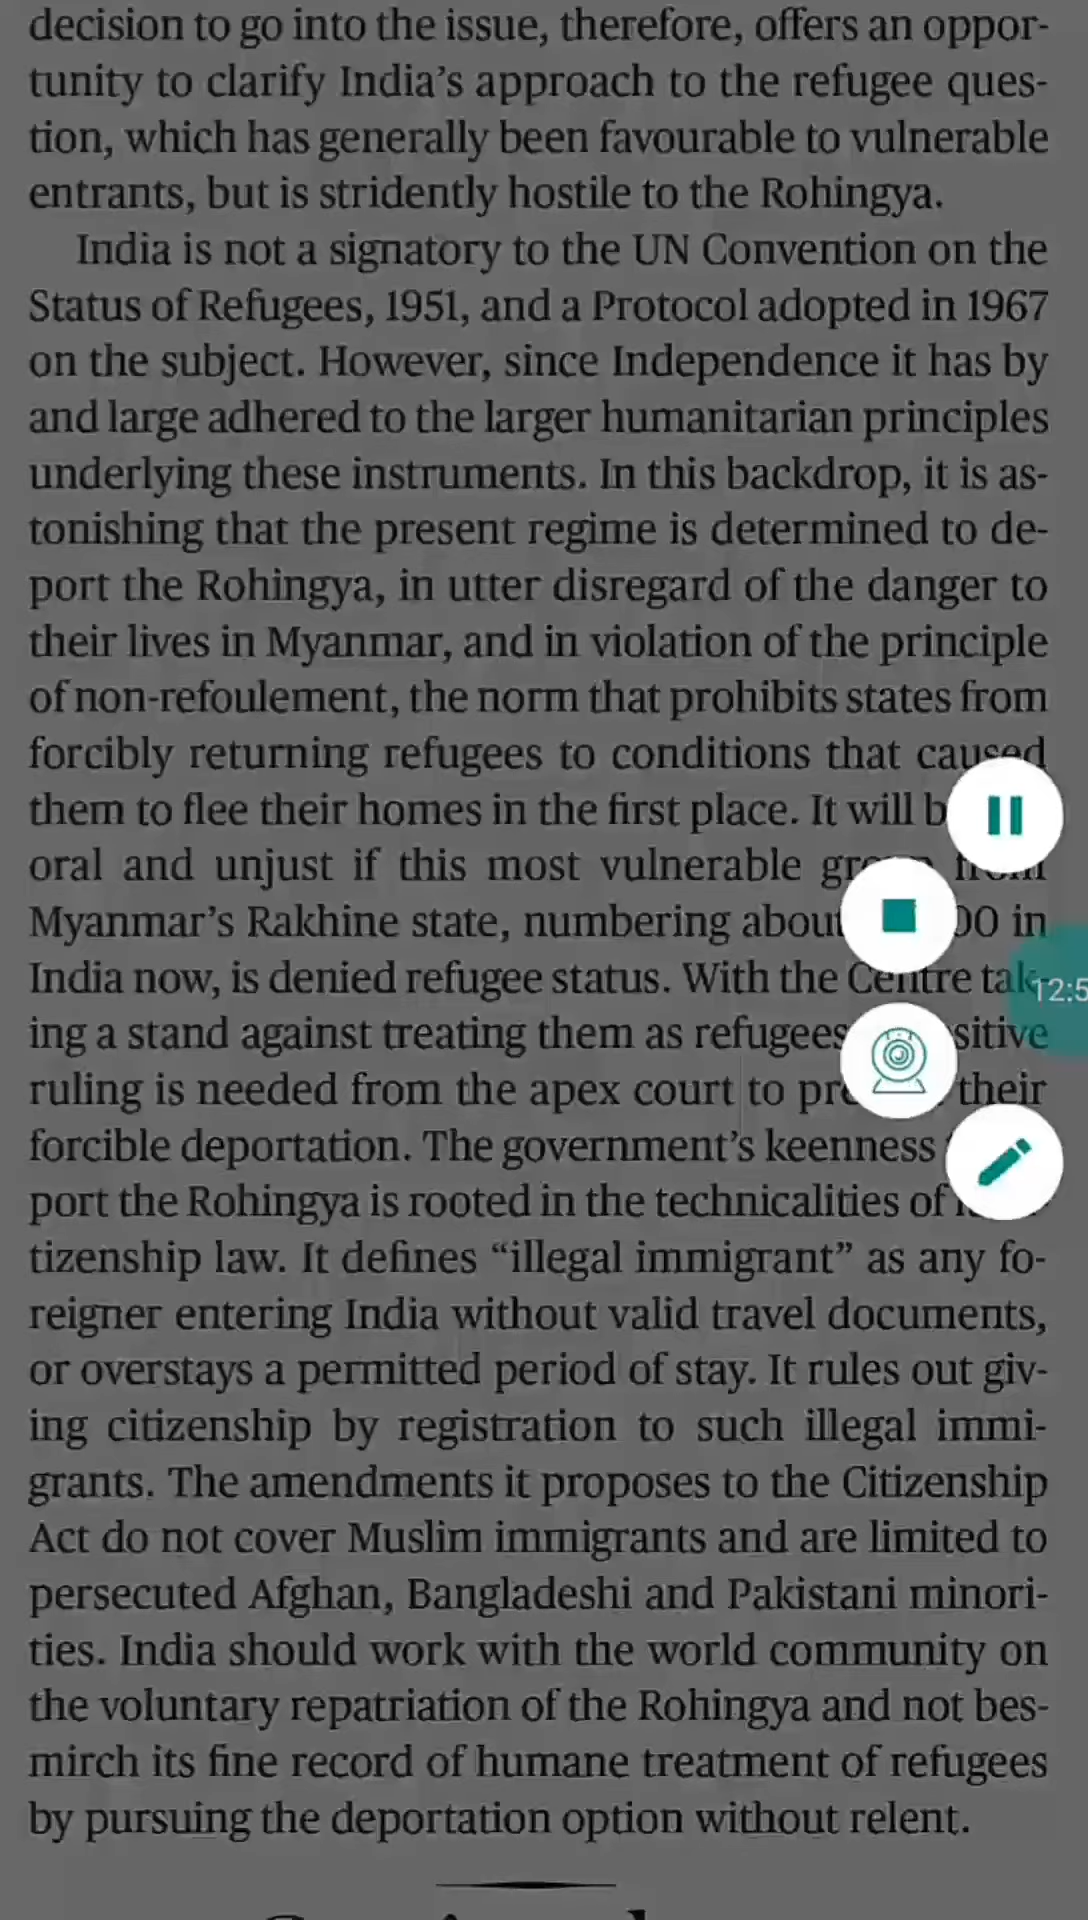 decision to go into the issue, therefore, offers an oppor-
tunity to clarify India’s approach to the refugee ques-
tion, which has generally been favourable to vulnerable
entrants, but is stridently hostile to the Rohingya.
India is not a signatory to the UN Convention on the
Status of Refugees, 1951, and a Protocol adopted in 1967
on the subject. However, since Independence it has by
and large adhered to the larger humanitarian principles
underlying these instruments. In this backdrop, it is as-
tonishing that the present regime is determined to de-
port the Rohingya, in utter disregard of the danger to
their lives in Myanmar, and in violation of the principle
of non-refoulement, the norm that prohibits states from
forcibly returning refugees to conditions that caused
them to flee their homes in the first place. It will
oral and unjust if this most vulnerable from
Myanmar’s Rakhine state, numbering about in
India now, is denied refugee status. With the Centre tak-
ing a stand against treating them as refugees
ruling is needed from the apex court to their
forcible deportation. The government’s keenness
port the Rohingya is rooted in the technicalities of
tizenship law. It defines “illegal immigrant” as any fo-
reigner entering India without valid travel documents,
or overstays a permitted period of stay. It rules out giv-
ing citizenship by registration to such illegal immi-
grants. The amendments it proposes to the Citizenship
Act do not cover Muslim immigrants and are limited to
persecuted Afghan, Bangladeshi and Pakistani minori-
ties. India should work with the world community on
the voluntary repatriation of the Rohingya and not bes-
mirch its fine record of humane treatment of refugees
by pursuing the deportation option without relent.